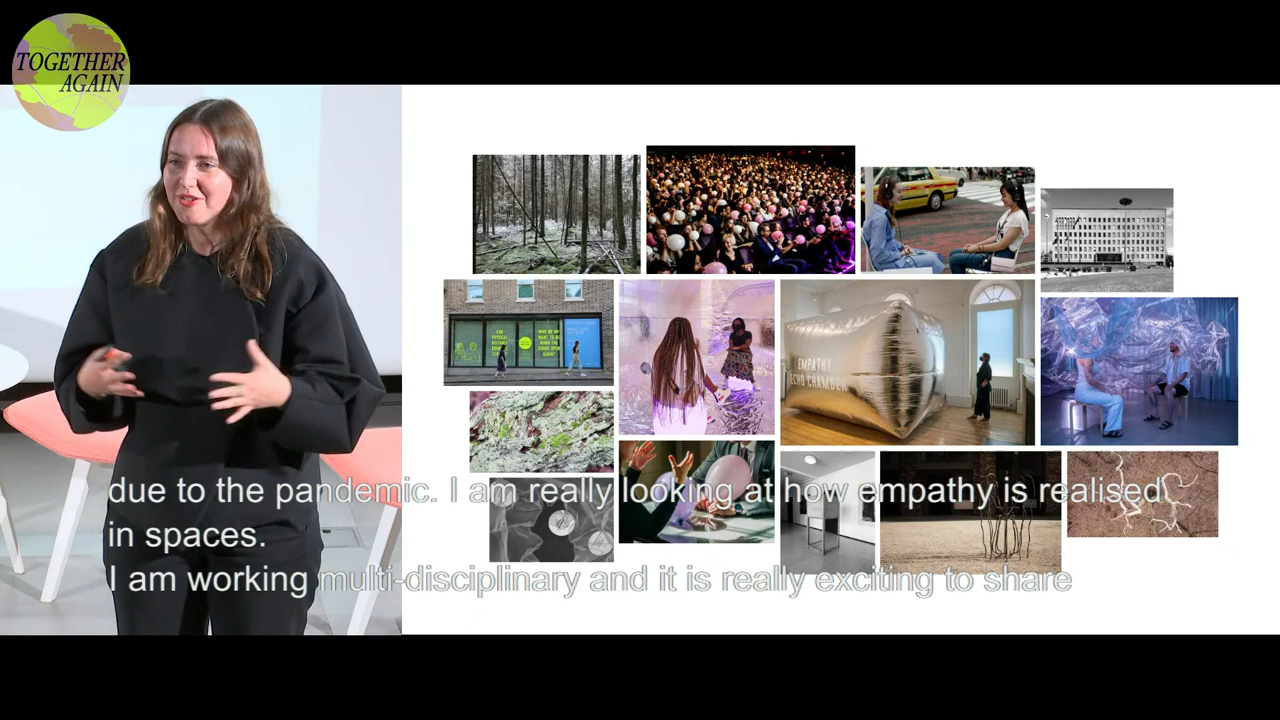 TOGETHER
AGAIN
EMPATHY
ECHO CHAMBER
due to the pandemic. I am really looking at how empathy is realised
in spaces.
I am working multi-disciplinary and it is really exciting to share